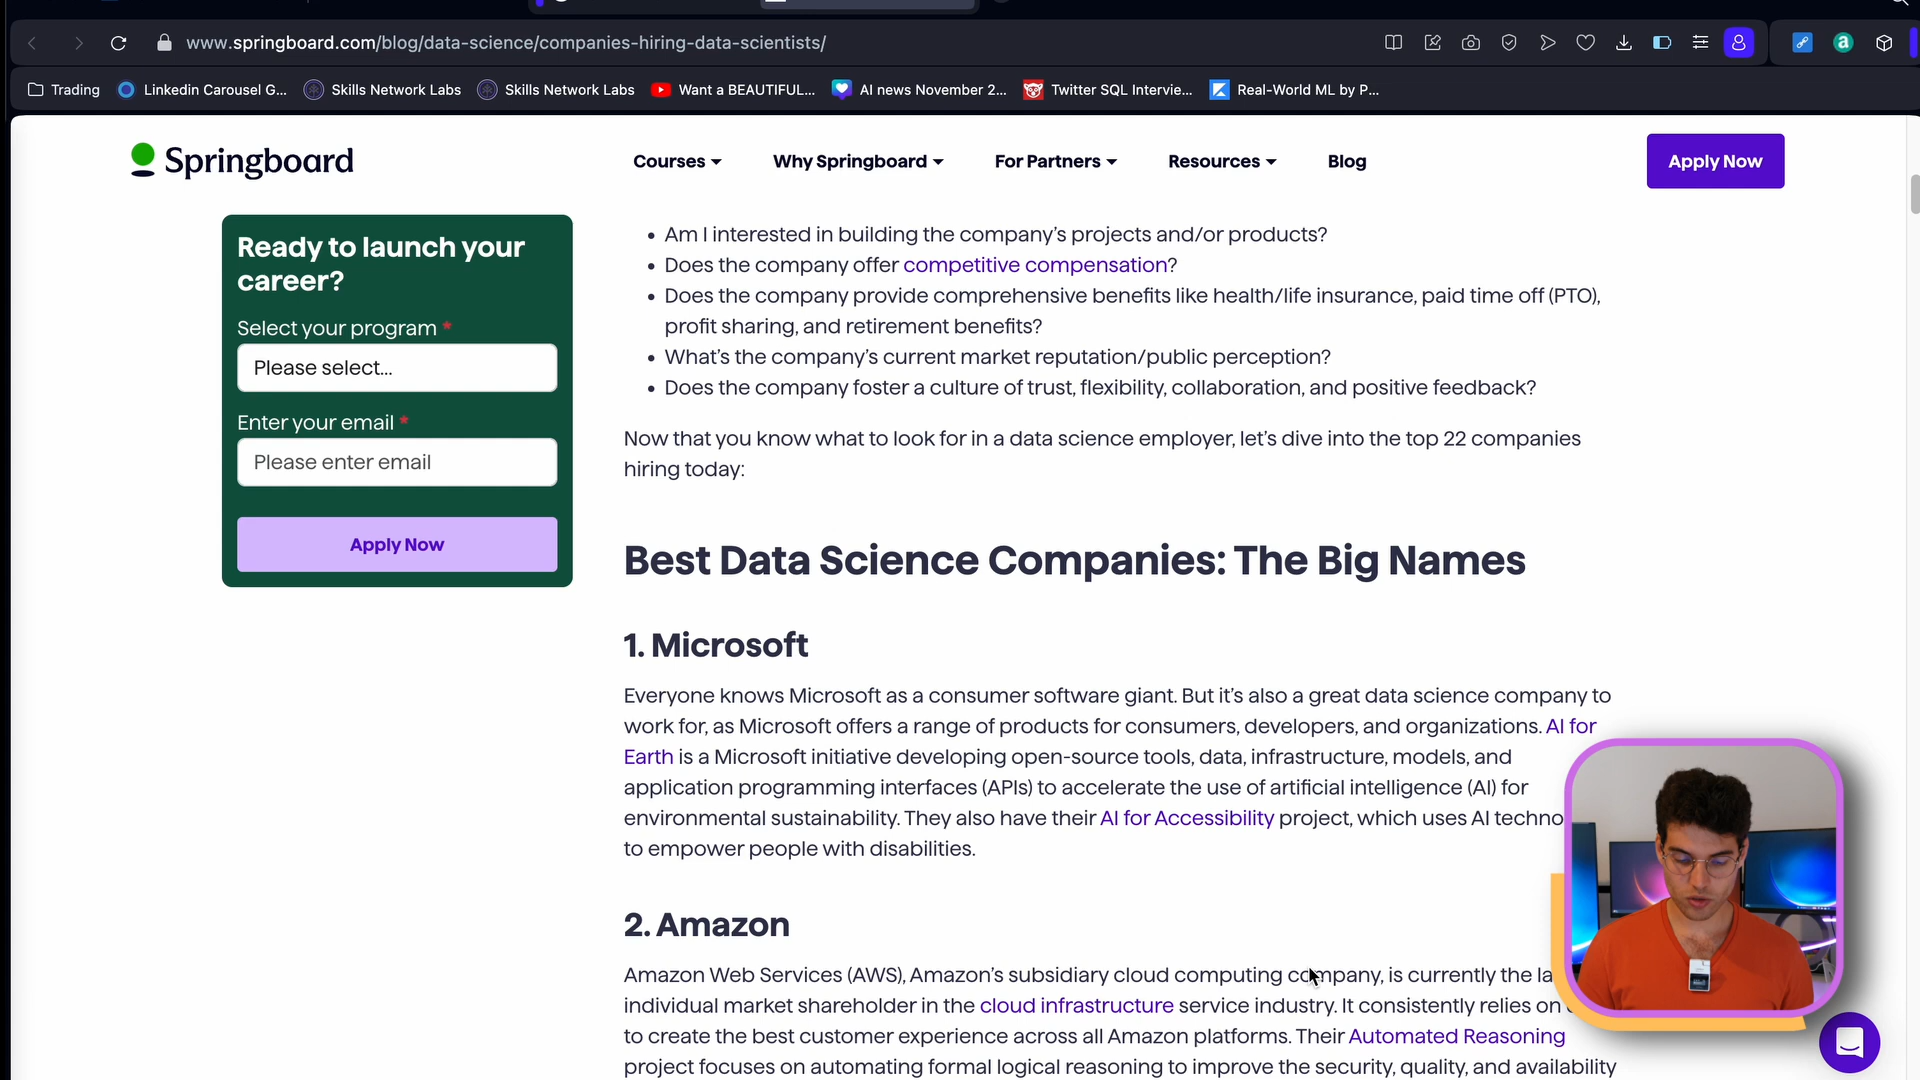 www.springboard.com/blog/data-science/companies-hiring-data-scientists/
Trading
Linkedin Carousel G...
Skills Network Labs
Skills Network Labs
Want a BEAUTIFUL...
AI news November 2...
Twitter SQL Intervie...
Real-World ML by P...
Springboard
Courses
Why Springboard
For Partners
Resources
Blog
Apply Now
Ready to launch your
career?
Select your program *
Please select...
Enter your email *
Please enter email
Apply Now
• Am I interested in building the company's projects and/or products?
• Does the company offer competitive compensation?
• Does the company provide comprehensive benefits like health/life insurance, paid time off (PTO),
profit sharing, and retirement benefits?
• What's the company's current market reputation/public perception?
• Does the company foster a culture of trust, flexibility, collaboration, and positive feedback?
Now that you know what to look for in a data science employer, let's dive into the top 22 companies
hiring today:
Best Data Science Companies: The Big Names
1. Microsoft
Everyone knows Microsoft as a consumer software giant. But it's also a great data science company to
work for, as Microsoft offers a range of products for consumers, developers, and organizations. AI for
Earth is a Microsoft initiative developing open-source tools, data, infrastructure, models, and
application programming interfaces (APIs) to accelerate the use of artificial intelligence (AI) for
environmental sustainability. They also have their AI for Accessibility project, which uses AI techno
to empower people with disabilities.
2. Amazon
Amazon Web Services (AWS), Amazon's subsidiary cloud computing company, is currently the la
individual market shareholder in the cloud infrastructure service industry. It consistently relies on
to create the best customer experience across all Amazon platforms. Their Automated Reasoning
project focuses on automating formal logical reasoning to improve the security, quality, and availability